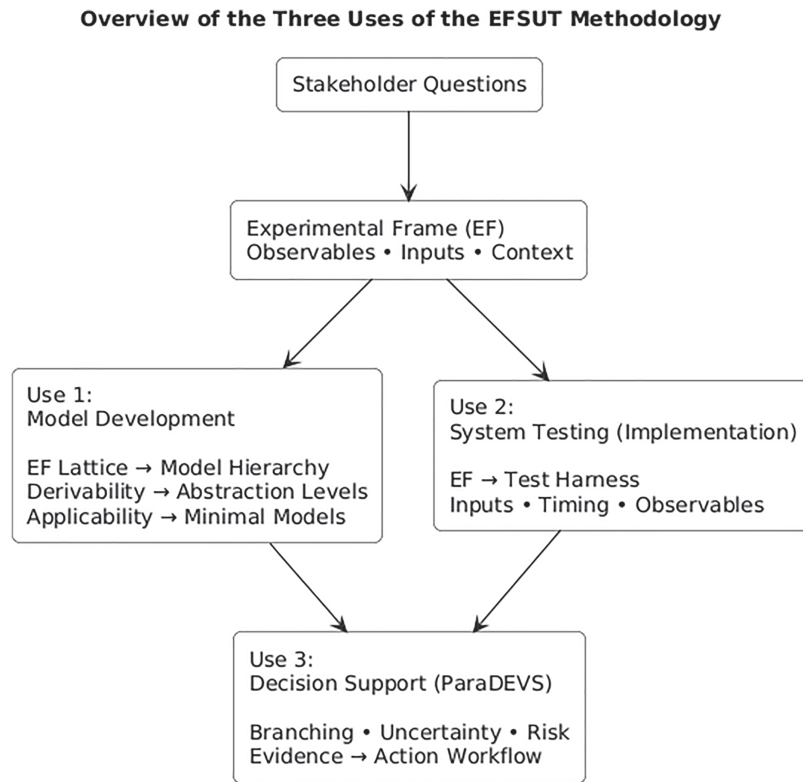 Overview of the Three Uses of the EFSUT Methodology
Stakeholder Questions
Experimental Frame (EF)
Observables • Inputs • Context
Use 1:
Model Development
EF Lattice → Model Hierarchy
Derivability → Abstraction Levels
Applicability → Minimal Models
Use 2:
System Testing (Implementation)
EF → Test Harness
Inputs • Timing • Observables
Use 3:
Decision Support (ParaDEVS)
Branching • Uncertainty • Risk
Evidence → Action Workflow